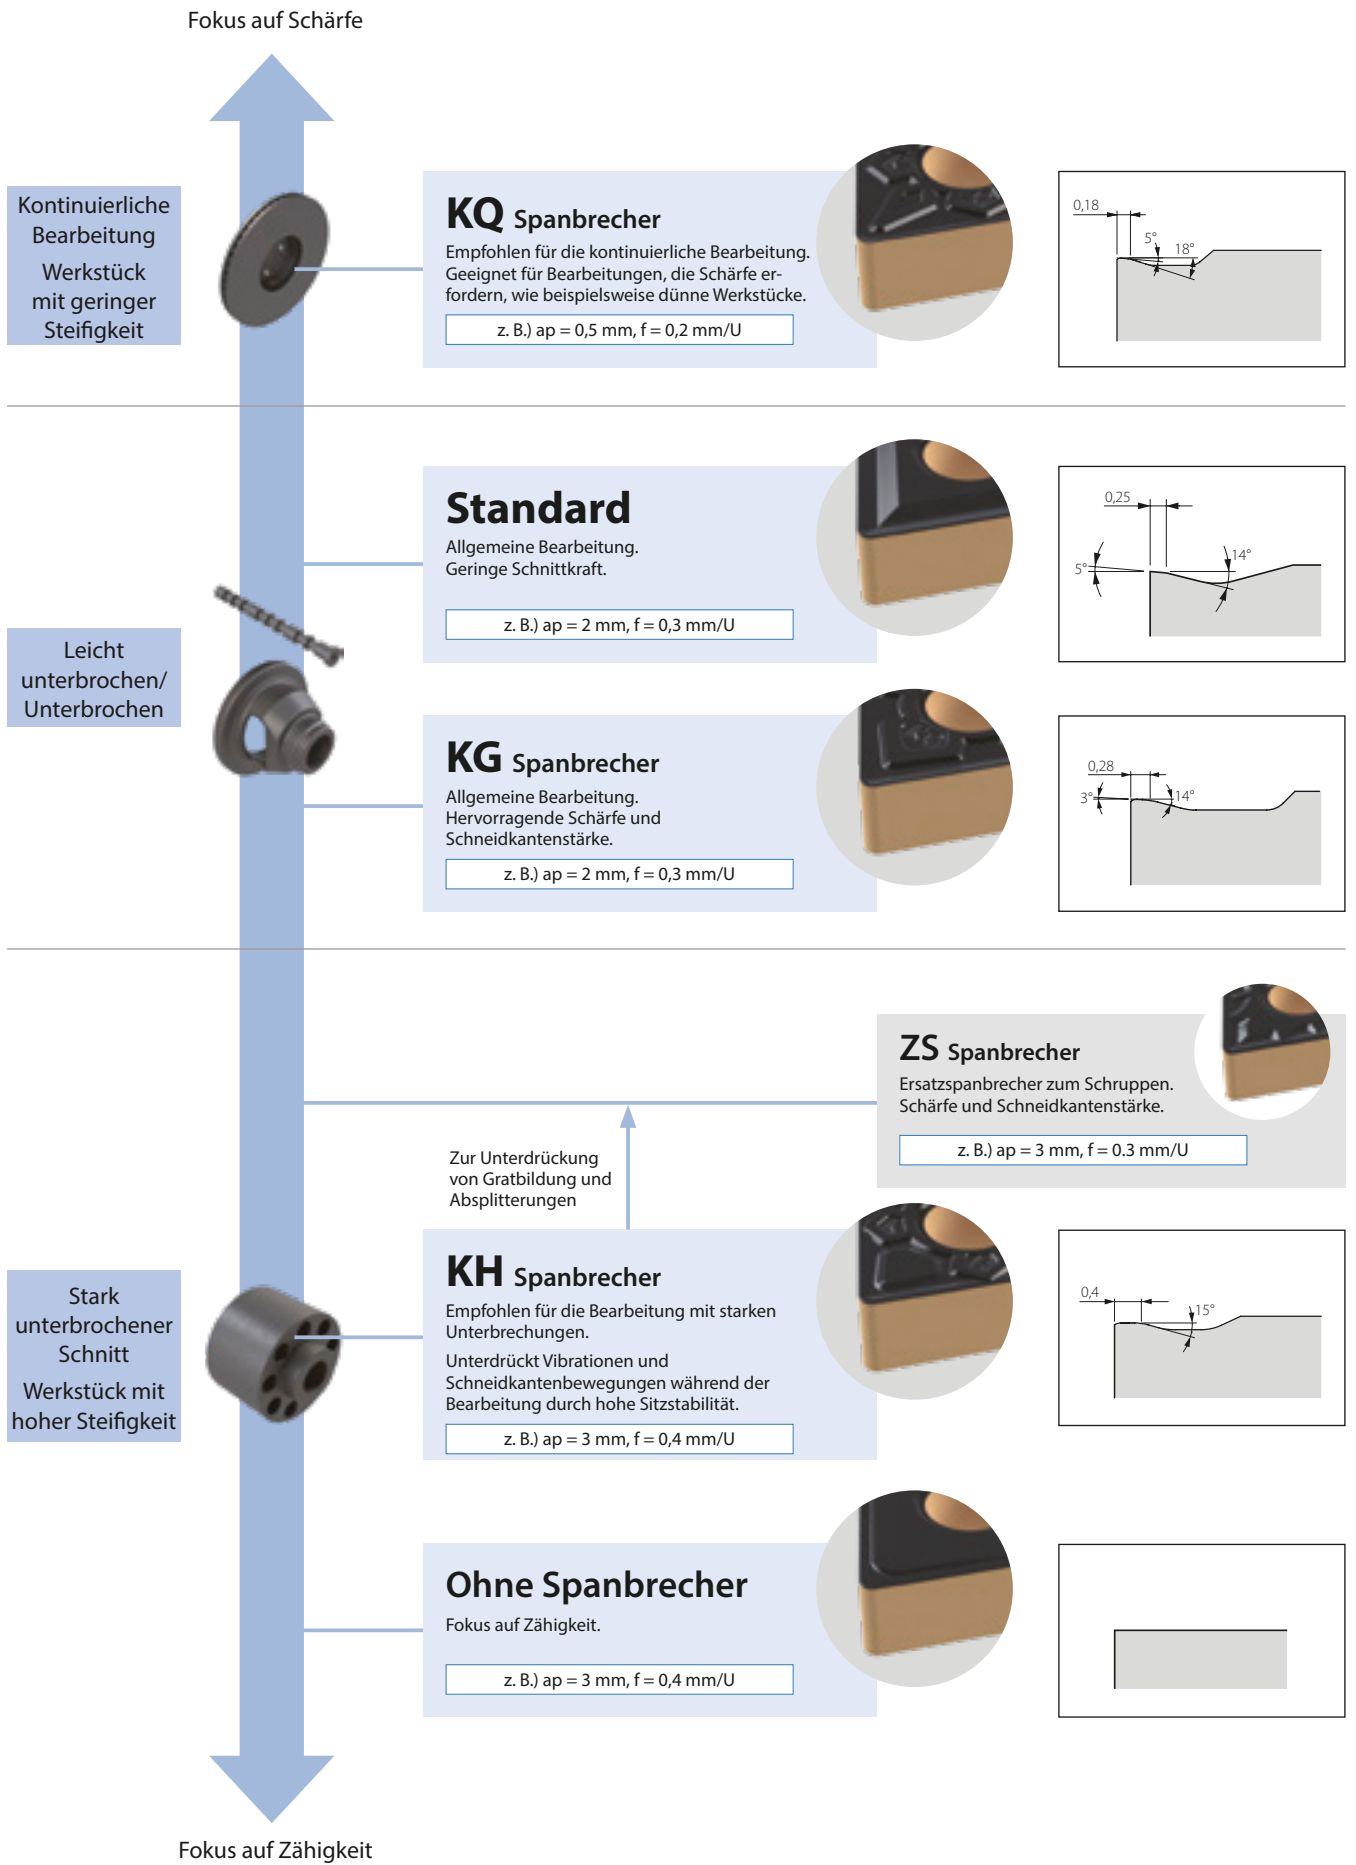 Fokus auf Schärfe
Kontinuierliche
Bearbeitung
Werkstück
mit geringer
Steifigkeit
KQ Spanbrecher
Empfohlen für die kontinuierliche Bearbeitung.
Geeignet für Bearbeitungen, die Schärfe er-
fordern, wie beispielsweise dünne Werkstücke.
z. B.) ap = 0,5 mm, f = 0,2 mm/U
0,18
5°
18°
Standard
Allgemeine Bearbeitung.
Geringe Schnittkraft.
z. B.) ap = 2 mm, f = 0,3 mm/U
0,25
5°
14°
Leicht
unterbrochen/
Unterbrochen
KG Spanbrecher
Allgemeine Bearbeitung.
Hervorragende Schärfe und
Schneidkantenstärke.
z. B.) ap = 2 mm, f = 0,3 mm/U
0,28
3°
14°
ZS Spanbrecher
Ersatzspanbrecher zum Schruppen.
Schärfe und Schneidkantenstärke.
z. B.) ap = 3 mm, f = 0.3 mm/U
Zur Unterdrückung
von Gratbildung und
Absplitterungen
Stark
unterbrochener
Schnitt
Werkstück mit
hoher Steifigkeit
KH Spanbrecher
Empfohlen für die Bearbeitung mit starken
Unterbrechungen.
Unterdrückt Vibrationen und
Schneidkantenbewegungen während der
Bearbeitung durch hohe Sitzstabilität.
z. B.) ap = 3 mm, f = 0,4 mm/U
0,4
15°
Ohne Spanbrecher
Fokus auf Zähigkeit.
z. B.) ap = 3 mm, f = 0,4 mm/U
Fokus auf Zähigkeit